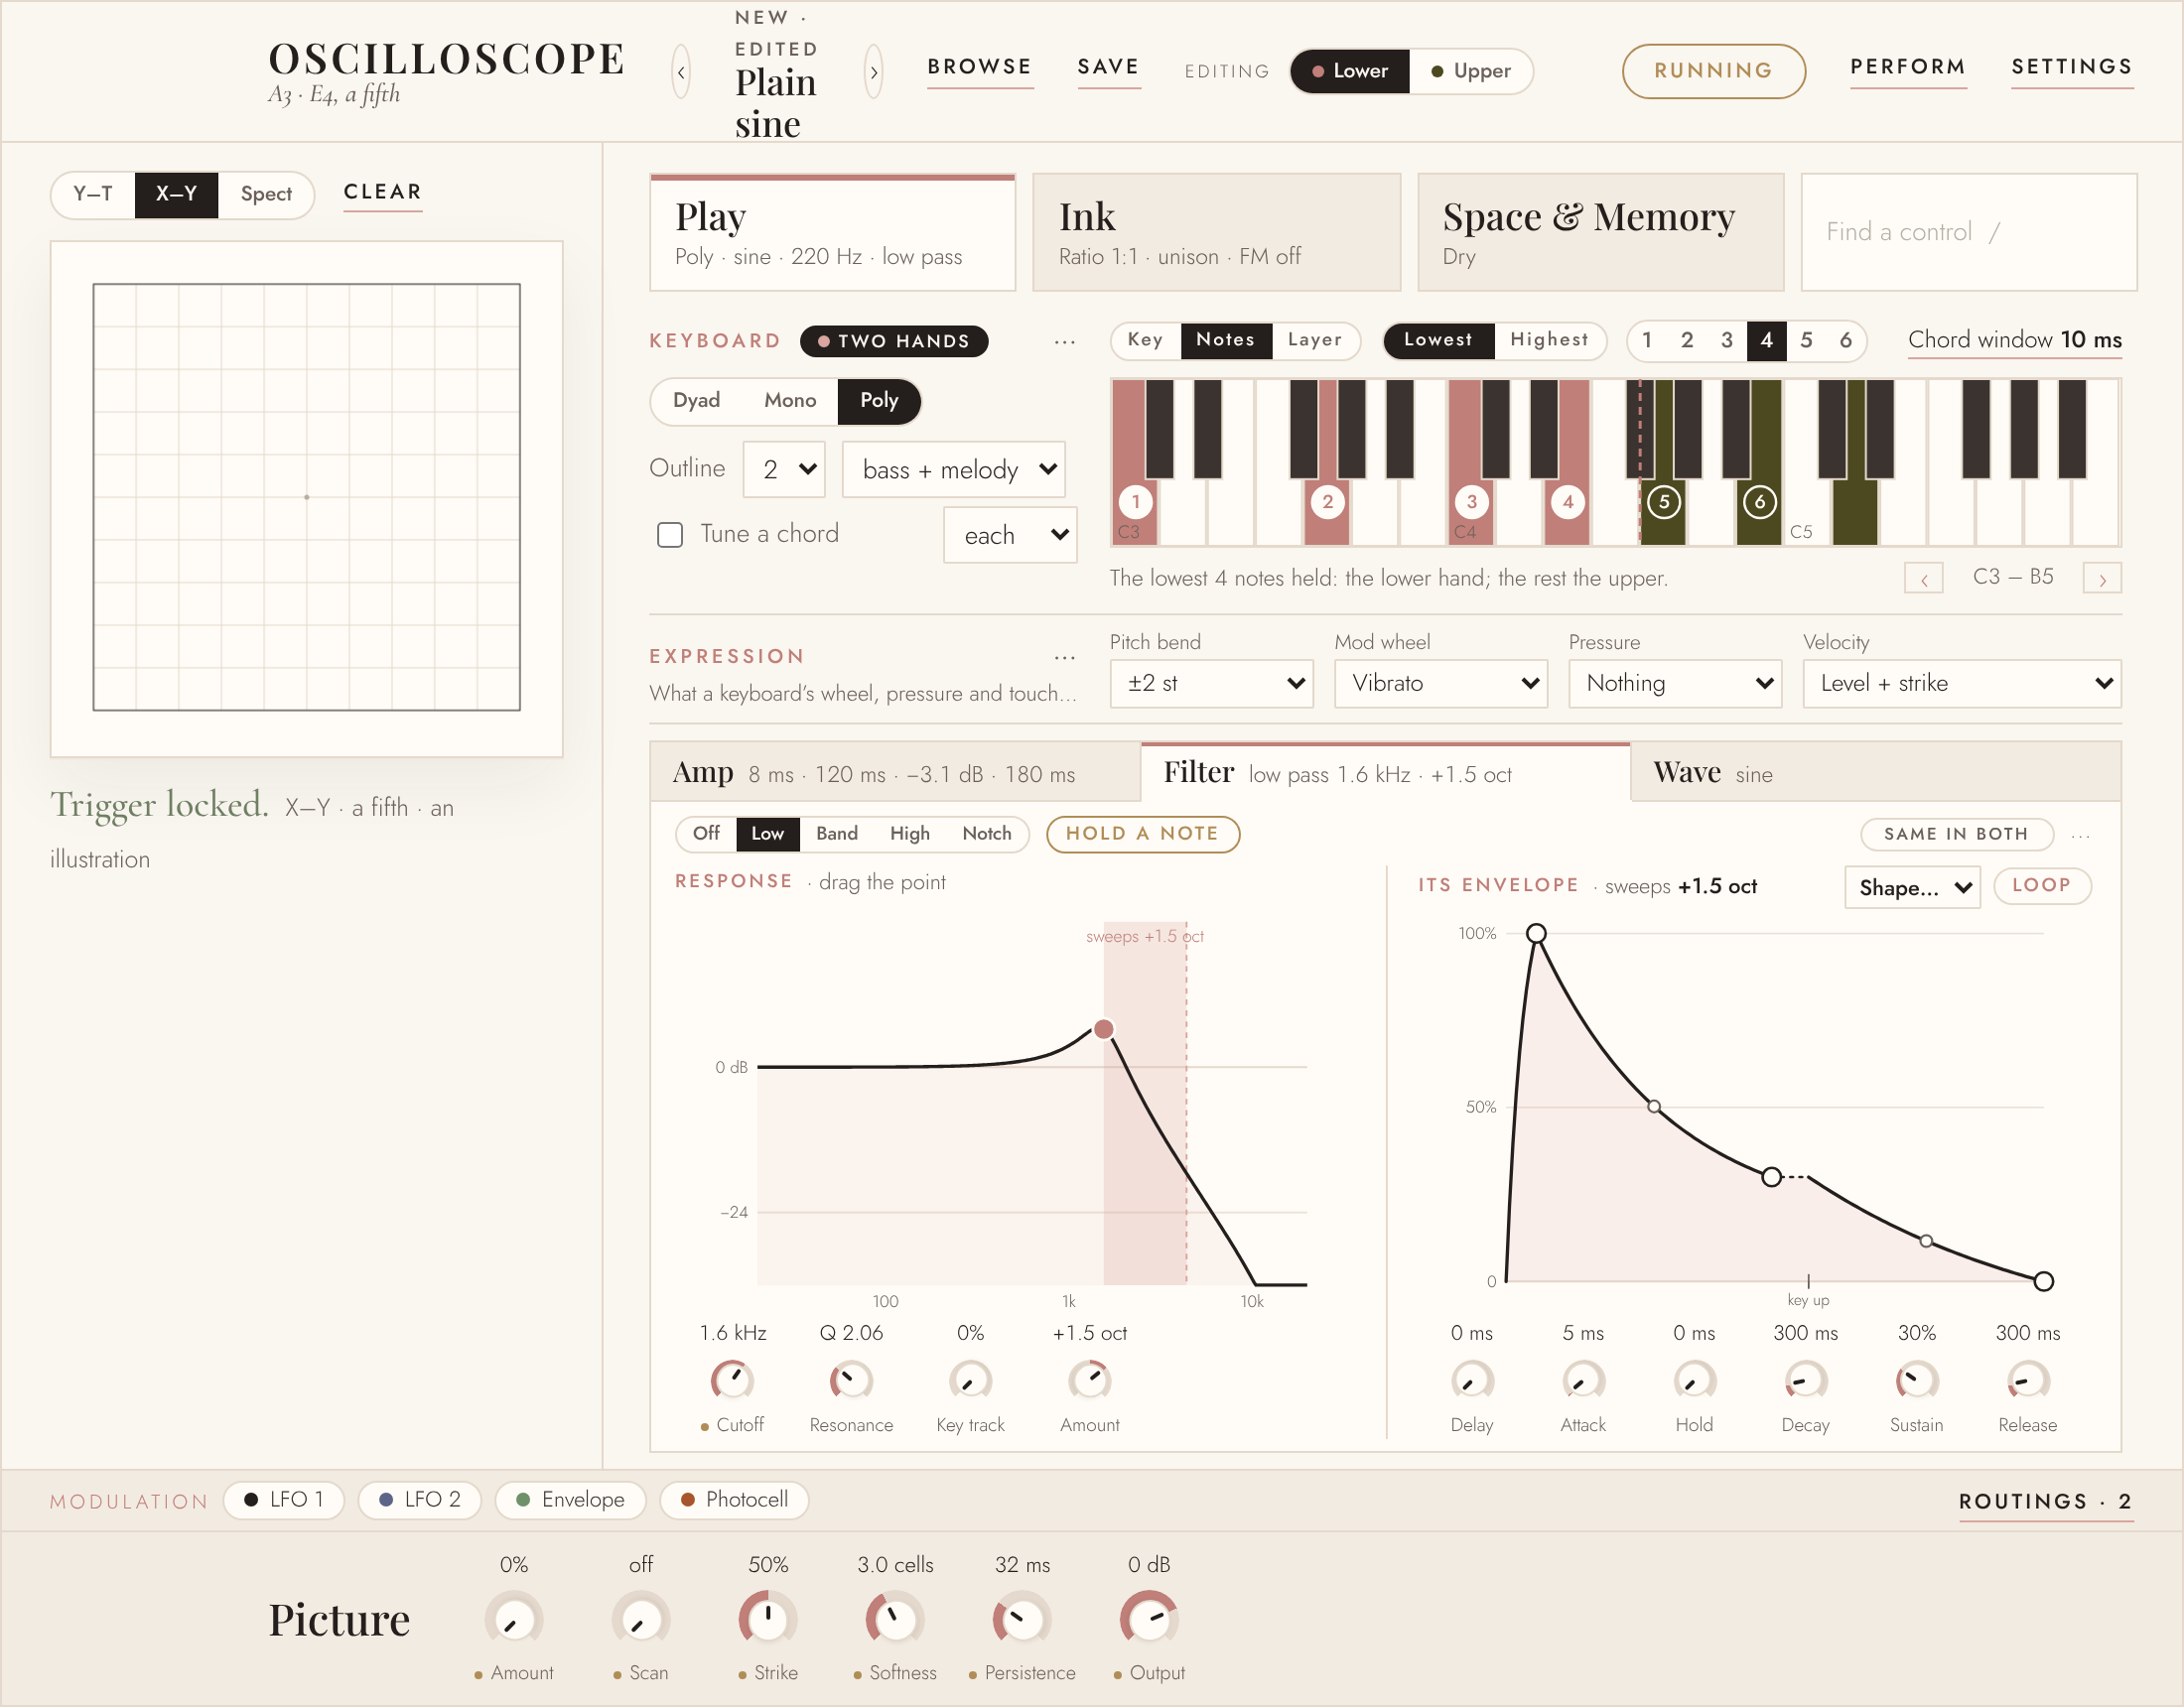 NEW ·
EDITED
OSCILLOSCOPE
A3 · E4, a fifth
‹
Plain
sine
›
BROWSE
SAVE
EDITING
Lower
Upper
RUNNING
PERFORM
SETTINGS
Y–T
X–Y
Spect
CLEAR
Trigger locked. X–Y · a fifth · an
illustration
Play
Poly · sine · 220 Hz · low pass
Ink
Ratio 1:1 · unison · FM off
Space & Memory
Dry
Find a control /
KEYBOARD
TWO HANDS
...
Key
Notes
Layer
Lowest
Highest
1 2 3 4 5 6
Chord window 10 ms
Dyad
Mono
Poly
Outline
2
bass + melody
Tune a chord
each
1 2 3 4 5 6
C3 C4 C5
The lowest 4 notes held: the lower hand; the rest the upper.
‹ C3 – B5 ›
EXPRESSION
...
What a keyboard's wheel, pressure and touch...
Pitch bend
±2 st
Mod wheel
Vibrato
Pressure
Nothing
Velocity
Level + strike
Amp 8 ms · 120 ms · −3.1 dB · 180 ms
Filter low pass 1.6 kHz · +1.5 oct
Wave sine
Off
Low
Band
High
Notch
HOLD A NOTE
SAME IN BOTH
...
RESPONSE · drag the point
sweeps +1.5 oct
0 dB
−24
100 1k 10k
1.6 kHz Q 2.06 0% +1.5 oct
Cutoff Resonance Key track Amount
ITS ENVELOPE · sweeps +1.5 oct
Shape...
LOOP
100%
50%
0
key up
0 ms 5 ms 0 ms 300 ms 30% 300 ms
Delay Attack Hold Decay Sustain Release
MODULATION
LFO 1
LFO 2
Envelope
Photocell
ROUTINGS · 2
Picture
0% off 50% 3.0 cells 32 ms 0 dB
Amount Scan Strike Softness Persistence Output